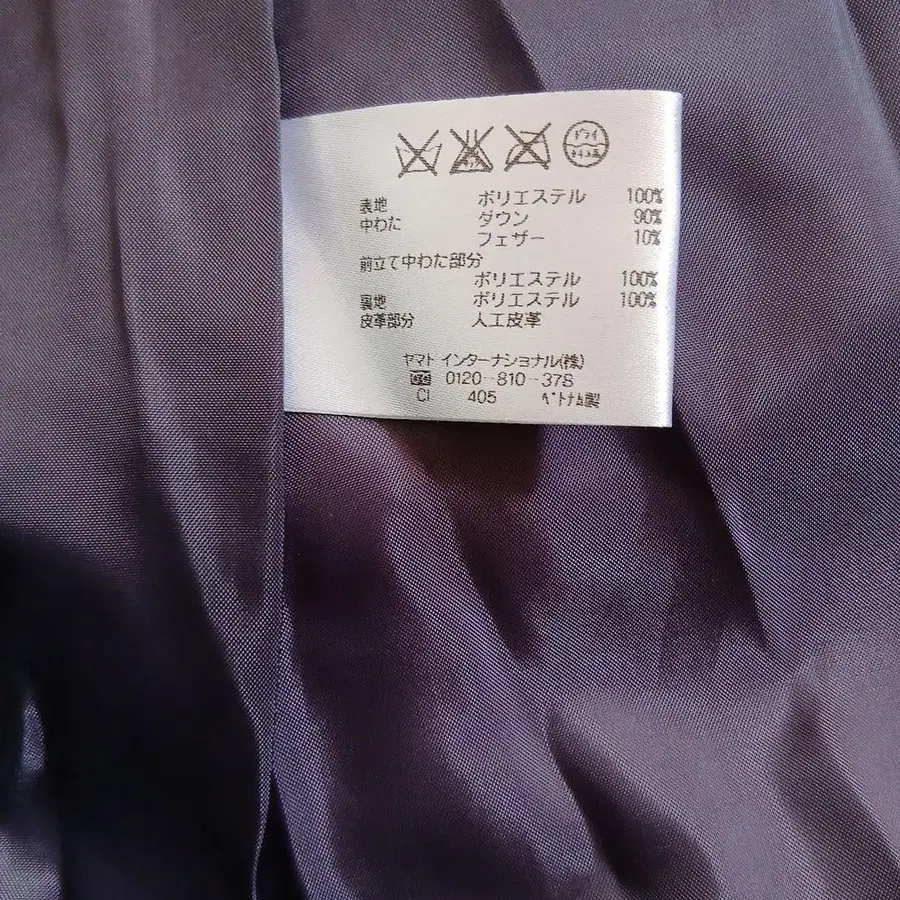 ドライ
セキユ系
表地 ポリエステル 100%
中わた ダウン 90%
フェザー 10%
前立て中わた部分
ポリエステル 100%
裏地 ポリエステル 100%
皮革部分 人工皮革
ヤマト インターナショナル(株)
0120-810-378
CI 405 ベトナム製